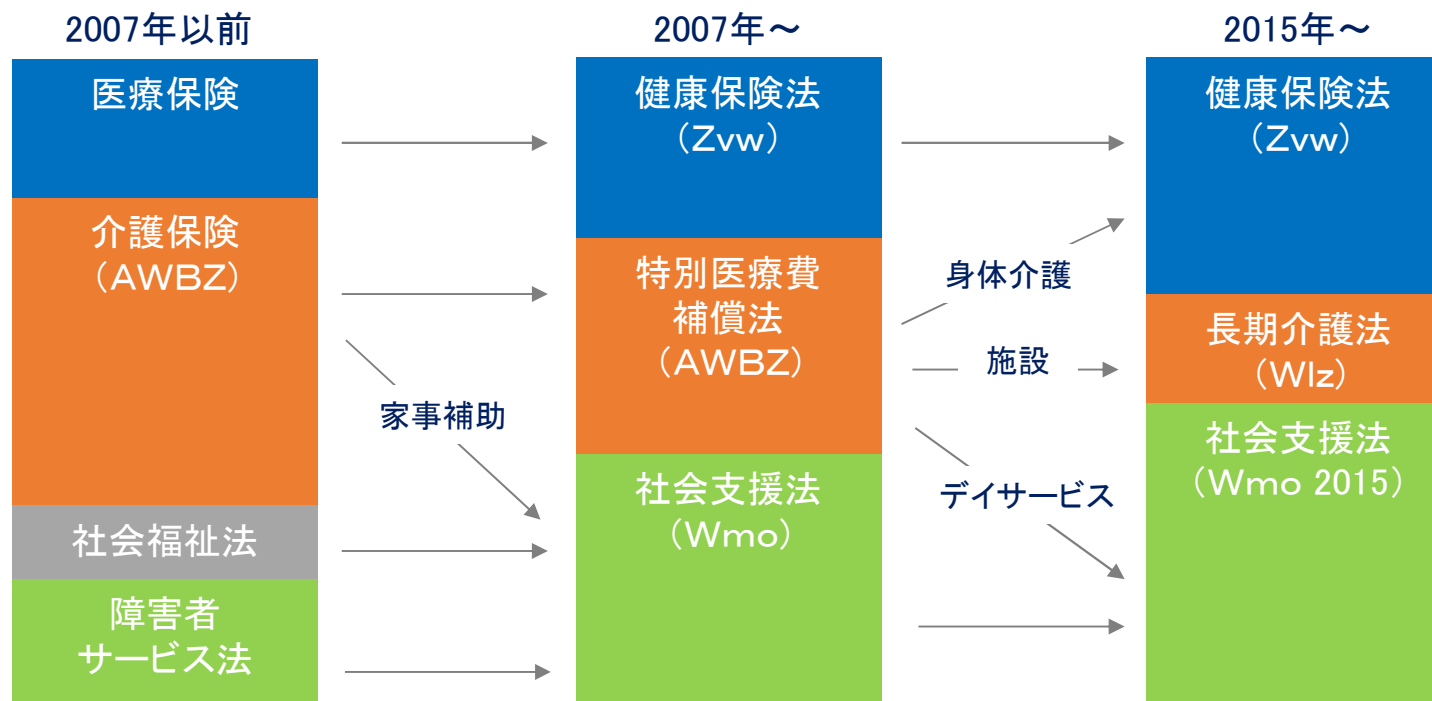 2007年以前
医療保険
介護保険
（AWBZ）
社会福祉法
障害者
サービス法
家事補助
2007年～
健康保険法
（Zvw）
特別医療費
補償法
（AWBZ）
社会支援法
（Wmo）
身体介護
施設
デイサービス
2015年～
健康保険法
（Zvw）
長期介護法
（Wlz）
社会支援法
（Wmo 2015）